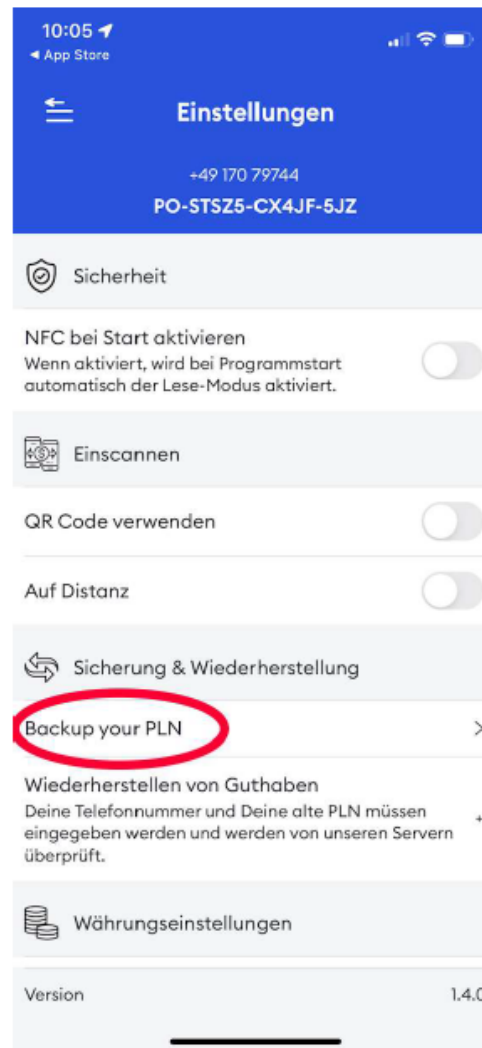 10:05
App Store
Einstellungen
+49 170 79744
PO-STSZ5-CX4JF-5JZ
Sicherheit
NFC bei Start aktivieren
Wenn aktiviert, wird bei Programmstart
automatisch der Lese-Modus aktiviert.
Einscannen
QR Code verwenden
Auf Distanz
Sicherung & Wiederherstellung
Backup your PLN
Wiederherstellen von Guthaben
Deine Telefonnummer und Deine alte PLN müssen
eingegeben werden und werden von unseren Servern
überprüft.
Währungseinstellungen
Version 1.4.0